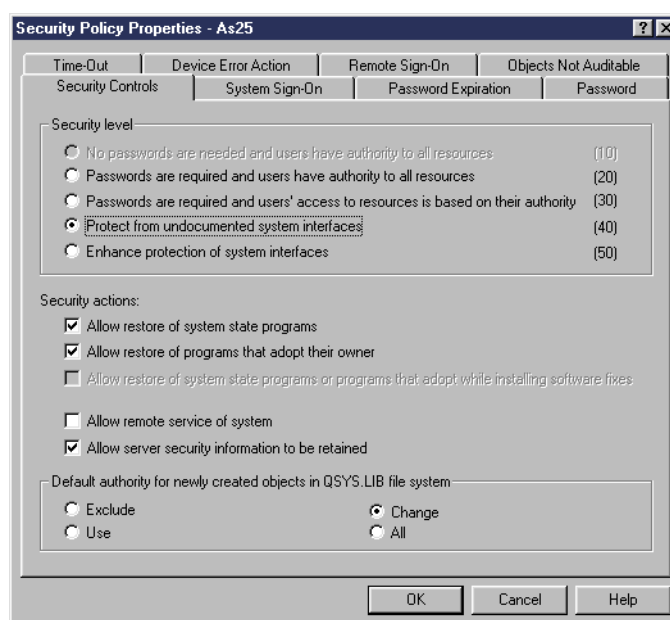 Security Policy Properties - As25
Time-Out Device Error Action Remote Sign-On Objects Not Auditable
Security Controls System Sign-On Password Expiration Password
Security level
No passwords are needed and users have authority to all resources (10)
Passwords are required and users have authority to all resources (20)
Passwords are required and users' access to resources is based on their authority (30)
Protect from undocumented system interfaces (40)
Enhance protection of system interfaces (50)
Security actions:
Allow restore of system state programs
Allow restore of programs that adopt their owner
Allow restore of system state programs or programs that adopt while installing software fixes
Allow remote service of system
Allow server security information to be retained
Default authority for newly created objects in QSYS.LIB file system
Exclude Change
Use All
OK Cancel Help